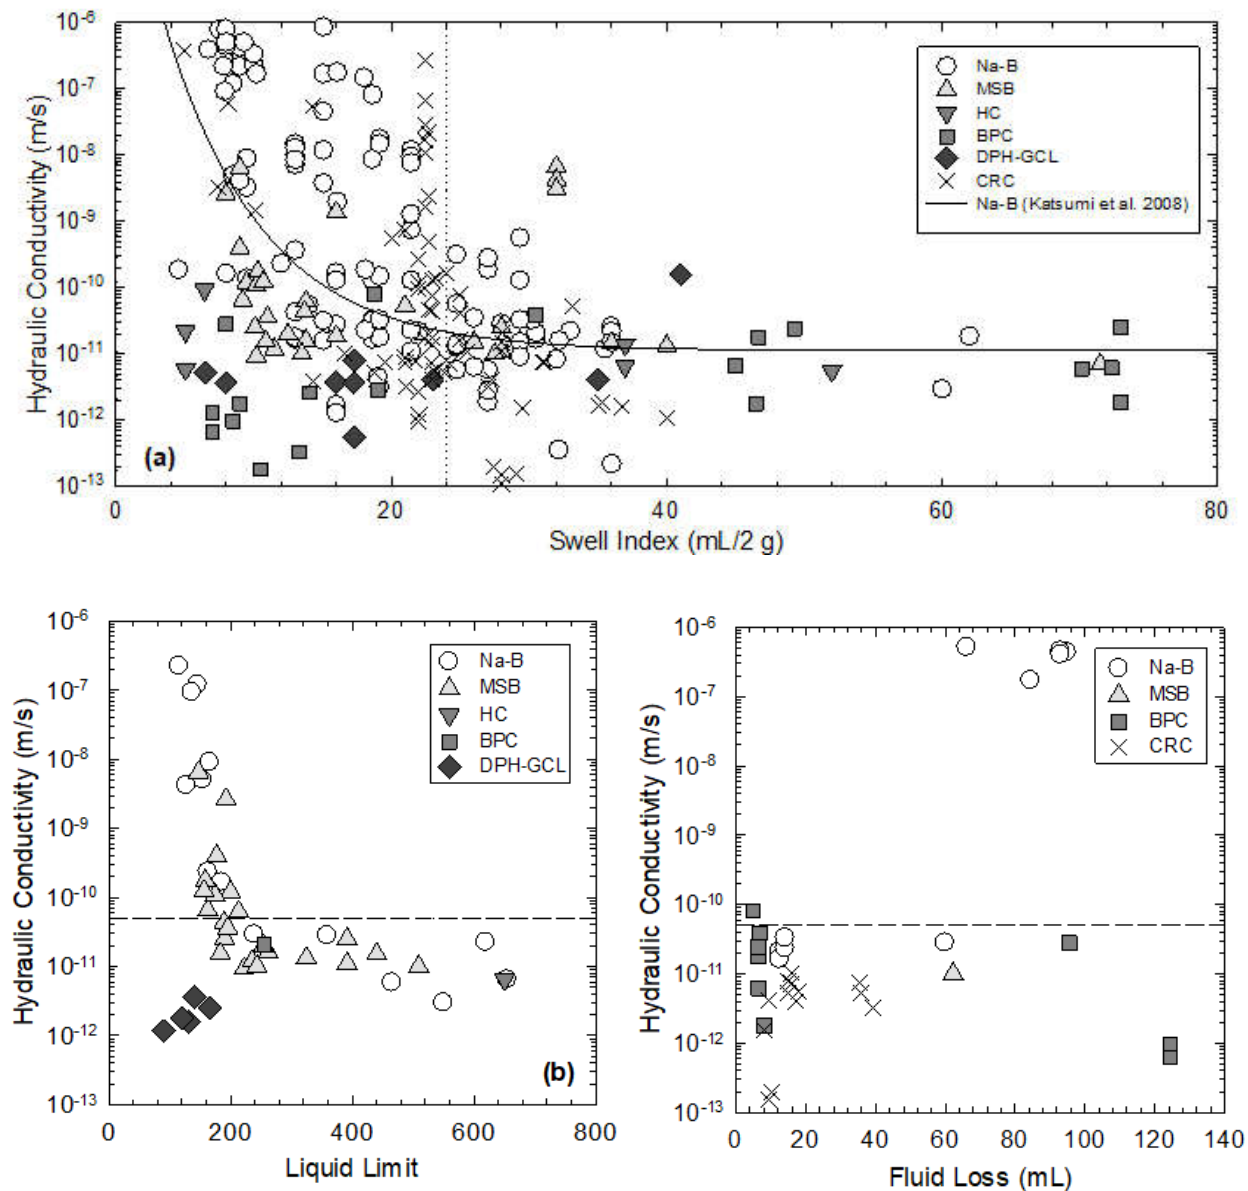 10-6
10-7
10-8
10-9
10-10
10-11
10-12
10-13
Hydraulic Conductivity (m/s)
Na-B
MSB
HC
BPC
DPH-GCL
CRC
Na-B (Katsumi et al. 2008)
(a)
0 20 40 60 80
Swell Index (mL/2 g)
10-6
10-7
10-8
10-9
10-10
10-11
10-12
10-13
Hydraulic Conductivity (m/s)
Na-B
MSB
HC
BPC
DPH-GCL
(b)
0 200 400 600 800
Liquid Limit
10-6
10-7
10-8
10-9
10-10
10-11
10-12
10-13
Hydraulic Conductivity (m/s)
Na-B
MSB
BPC
CRC
0 20 40 60 80 100 120 140
Fluid Loss (mL)